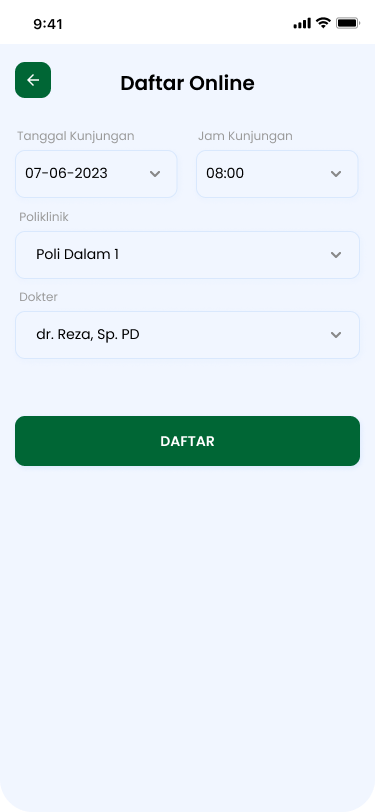 9:41
Daftar Online
Tanggal Kunjungan Jam Kunjungan
07-06-2023 08:00
Poliklinik
Poli Dalam 1
Dokter
dr. Reza, Sp. PD
DAFTAR